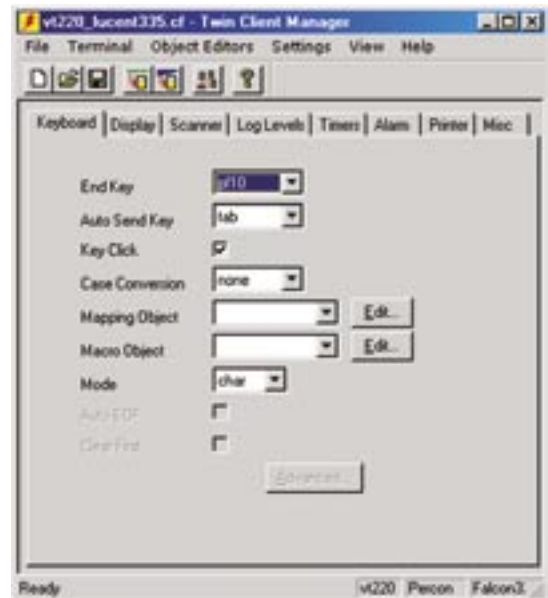 vt220_lucent335.cf - Twin Client Manager
File Terminal Object Editors Settings View Help
Keyboard Display Scanner Log Levels Timers Alarm Printer Misc
End Key pf10
Auto Send Key tab
Key Click
Case Conversion none
Mapping Object Edit...
Macro Object Edit...
Mode char
Auto EOF
Clear First
Advanced...
Ready vt220 Percon Falcon3